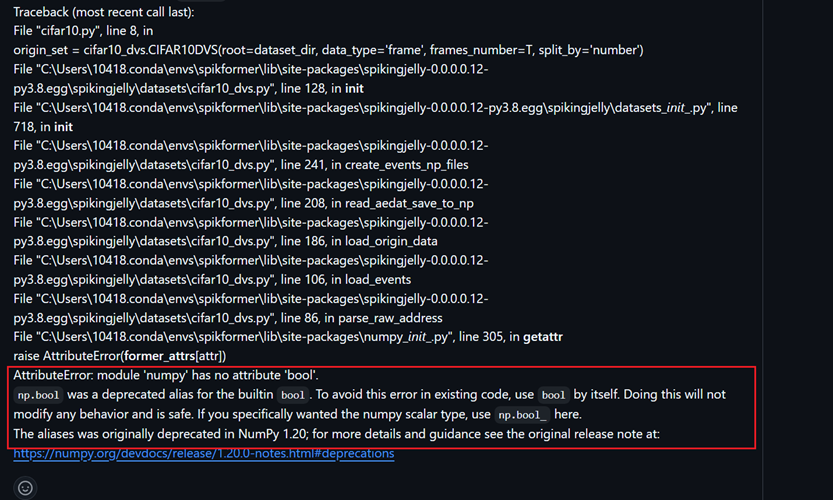 Traceback (most recent call last):
File "cifar10.py", line 8, in
origin_set = cifar10_dvs.CIFAR10DVS(root=dataset_dir, data_type='frame', frames_number=T, split_by='number')
File "C:\Users\10418.conda\envs\spikformer\lib\site-packages\spikingjelly-0.0.0.0.12-
py3.8.egg\spikingjelly\datasets\cifar10_dvs.py", line 128, in init
File "C:\Users\10418.conda\envs\spikformer\lib\site-packages\spikingjelly-0.0.0.0.12-py3.8.egg\spikingjelly\datasets_init_.py", line
718, in init
File "C:\Users\10418.conda\envs\spikformer\lib\site-packages\spikingjelly-0.0.0.0.12-
py3.8.egg\spikingjelly\datasets\cifar10_dvs.py", line 241, in create_events_np_files
File "C:\Users\10418.conda\envs\spikformer\lib\site-packages\spikingjelly-0.0.0.0.12-
py3.8.egg\spikingjelly\datasets\cifar10_dvs.py", line 208, in read_aedat_save_to_np
File "C:\Users\10418.conda\envs\spikformer\lib\site-packages\spikingjelly-0.0.0.0.12-
py3.8.egg\spikingjelly\datasets\cifar10_dvs.py", line 186, in load_origin_data
File "C:\Users\10418.conda\envs\spikformer\lib\site-packages\spikingjelly-0.0.0.0.12-
py3.8.egg\spikingjelly\datasets\cifar10_dvs.py", line 106, in load_events
File "C:\Users\10418.conda\envs\spikformer\lib\site-packages\spikingjelly-0.0.0.0.12-
py3.8.egg\spikingjelly\datasets\cifar10_dvs.py", line 86, in parse_raw_address
File "C:\Users\10418.conda\envs\spikformer\lib\site-packages\numpy_init_.py", line 305, in getattr
raise AttributeError(former_attrs[attr])
AttributeError: module 'numpy' has no attribute 'bool'.
np.bool was a deprecated alias for the builtin bool. To avoid this error in existing code, use bool by itself. Doing this will not
modify any behavior and is safe. If you specifically wanted the numpy scalar type, use np.bool_ here.
The aliases was originally deprecated in NumPy 1.20; for more details and guidance see the original release note at:
https://numpy.org/devdocs/release/1.20.0-notes.html#deprecations